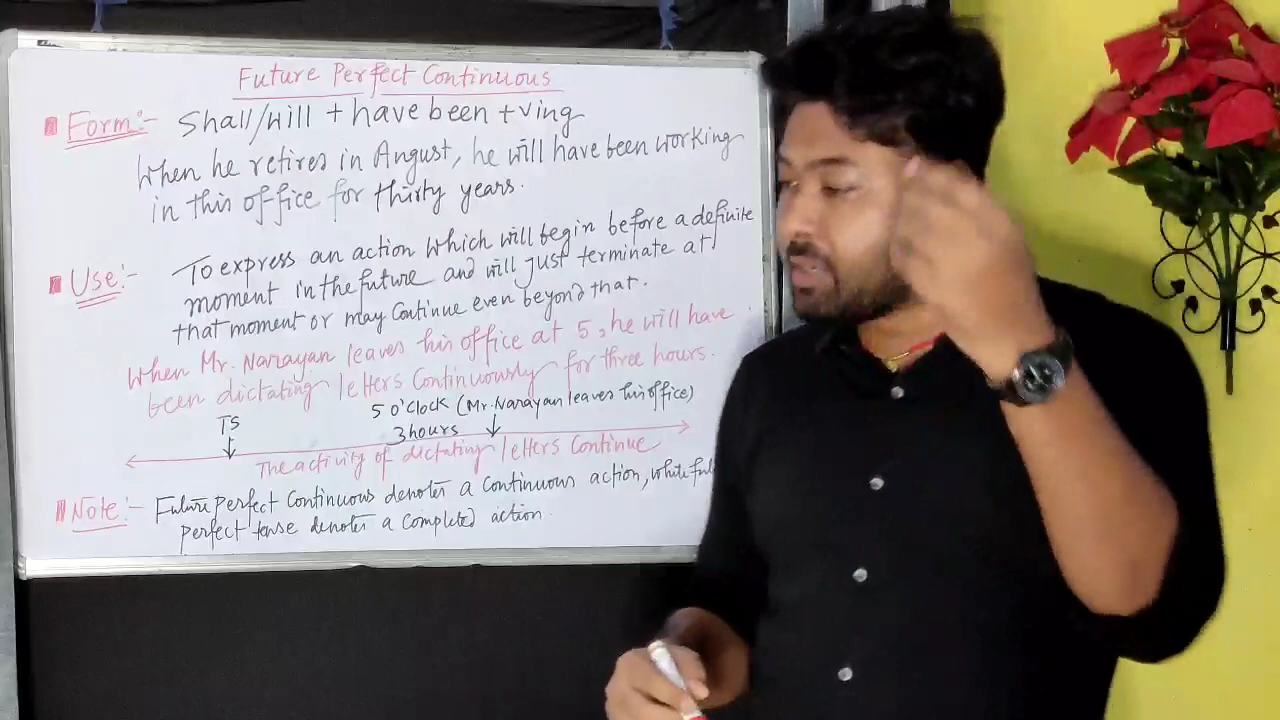 Future Perfect Continuous
Form:- Shall/will + have been + ving
When he retires in August, he will have been working
in this office for thirty years.
Use:- To express an action which will begin before a definite
moment in the future and will just terminate at
that moment or may Continue even beyond that.
When Mr. Narayan leaves his office at 5, he will have
been dictating letters Continuously for three hours.
TS
5 o'clock (Mr. Narayan leaves his office)
3 hours
The activity of dictating letters Continue
Note:- Future perfect Continuous denotes a Continuous action, while fu
perfect tense denotes a completed action.